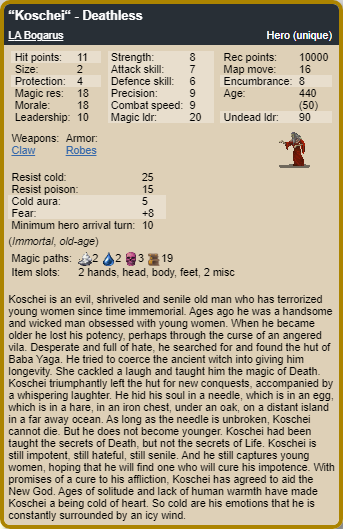 “Koschei“ - Deathless
LA Bogarus Hero (unique)
Hit points: 11 Strength: 8 Rec points: 10000
Size: 2 Attack skill: 7 Map move: 16
Protection: 4 Defence skill: 6 Encumbrance: 8
Magic res: 18 Precision: 9 Age: 440
Morale: 18 Combat speed: 9 (50)
Leadership: 10 Magic ldr: 20 Undead ldr: 90
Weapons: Armor:
Claw Robes
Resist cold: 25
Resist poison: 15
Cold aura: 5
Fear: +8
Minimum hero arrival turn: 10
(Immortal, old-age)
Magic paths: 2 2 3 19
Item slots: 2 hands, head, body, feet, 2 misc
Koschei is an evil, shriveled and senile old man who has terrorized
young women since time immemorial. Ages ago he was a handsome
and wicked man obsessed with young women. When he became
older he lost his potency, perhaps through the curse of an angered
vila. Desperate and full of hate, he searched for and found the hut of
Baba Yaga. He tried to coerce the ancient witch into giving him
longevity. She cackled a laugh and taught him the magic of Death.
Koschei triumphantly left the hut for new conquests, accompanied by
a whispering laughter. He hid his soul in a needle, which is in an egg,
which is in a hare, in an iron chest, under an oak, on a distant island
in a far away ocean. As long as the needle is unbroken, Koschei
cannot die. But he does not become younger. Koschei had been
taught the secrets of Death, but not the secrets of Life. Koschei is
still impotent, still hateful, still senile. And he still captures young
women, hoping that he will find one who will cure his impotence. With
promises of a cure to his affliction, Koschei has agreed to aid the
New God. Ages of solitude and lack of human warmth have made
Koschei a being cold of heart. So cold are his emotions that he is
constantly surrounded by an icy wind.